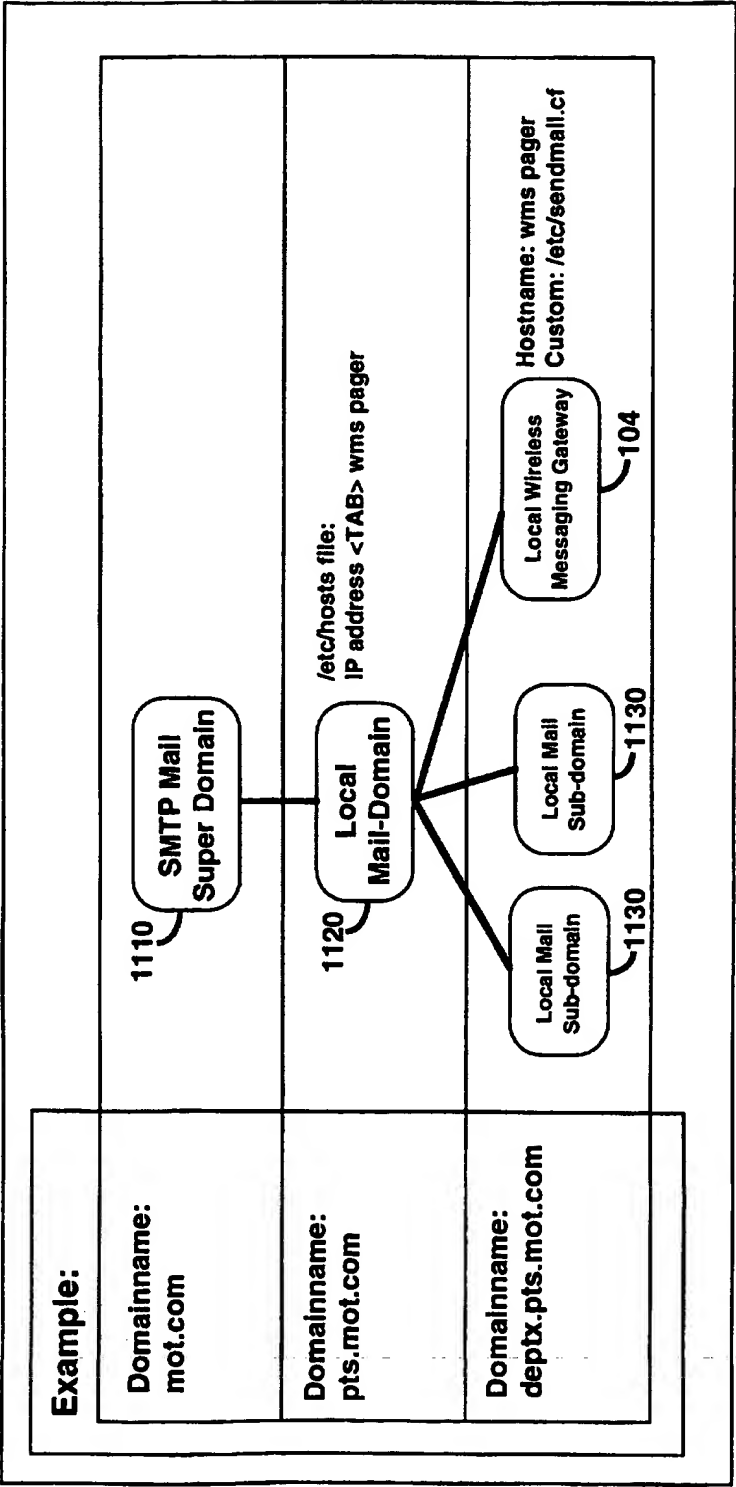 Example:
Domainname:
mot.com
1110
SMTP Mail
Super Domain
Domainname:
pts.mot.com
1120
Local
Mail-Domain
/etc/hosts file:
IP address <TAB> wms pager
Domainname:
deptx.pts.mot.com
Local Mail
Sub-domain
1130
Local Mail
Sub-domain
1130
Local Wireless
Messaging Gateway
104
Hostname: wms pager
Custom: /etc/sendmall.cf